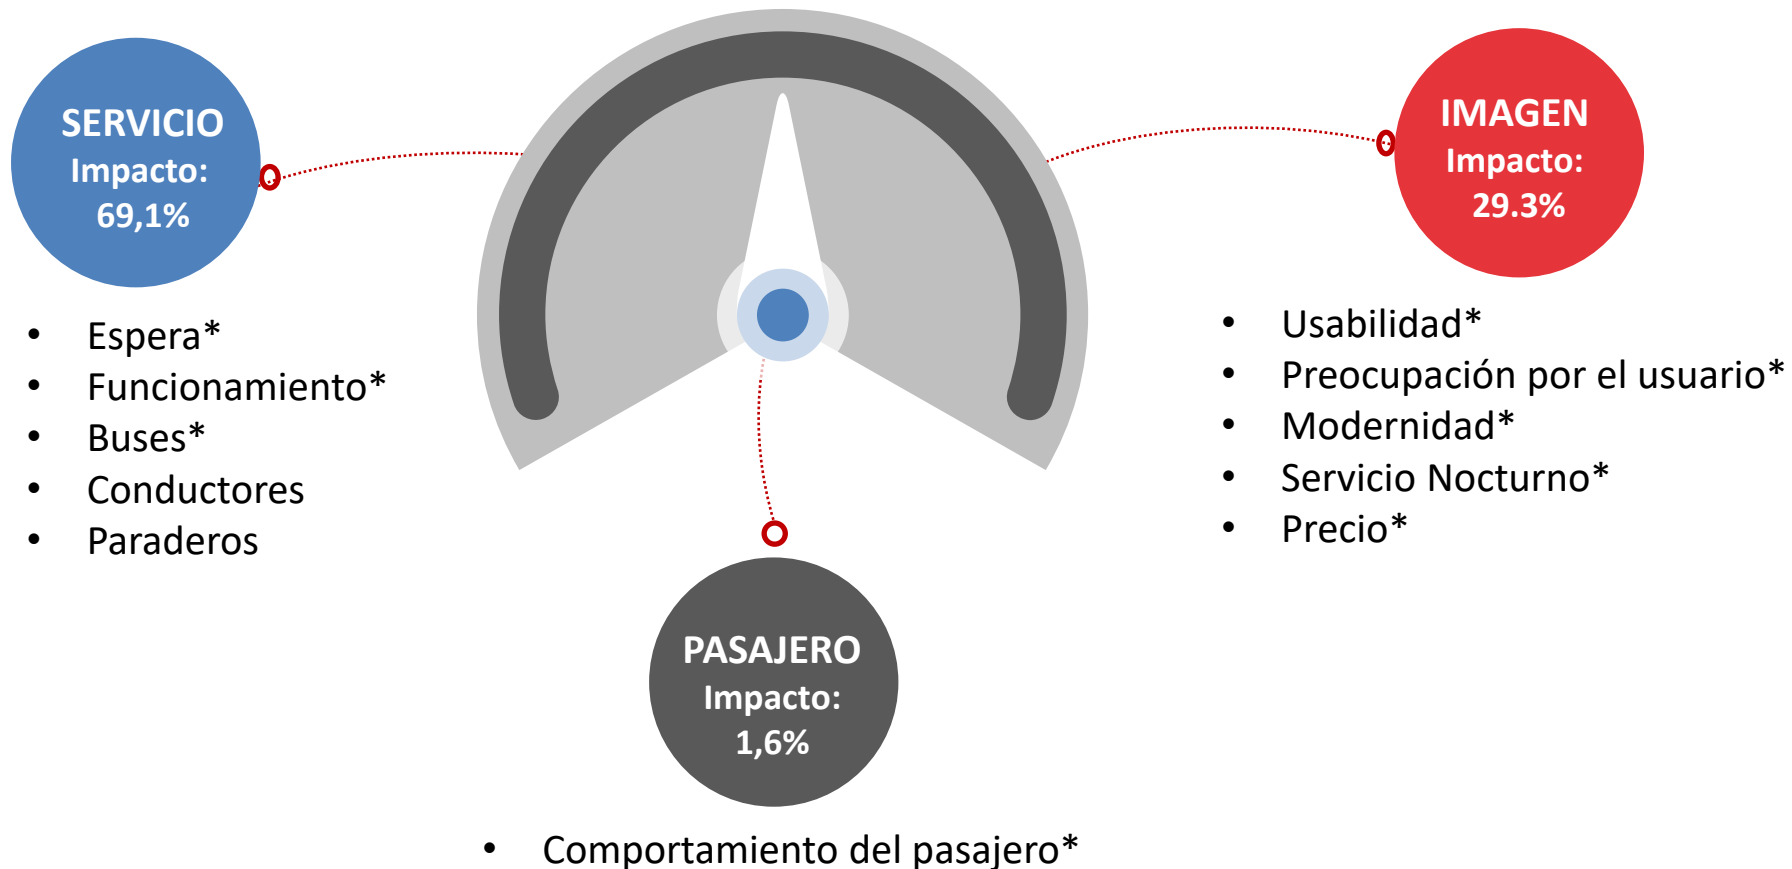 SERVICIO
Impacto:
69,1%
• Espera*
• Funcionamiento*
• Buses*
• Conductores
• Paraderos
IMAGEN
Impacto:
29.3%
• Usabilidad*
• Preocupación por el usuario*
• Modernidad*
• Servicio Nocturno*
• Precio*
PASAJERO
Impacto:
1,6%
• Comportamiento del pasajero*